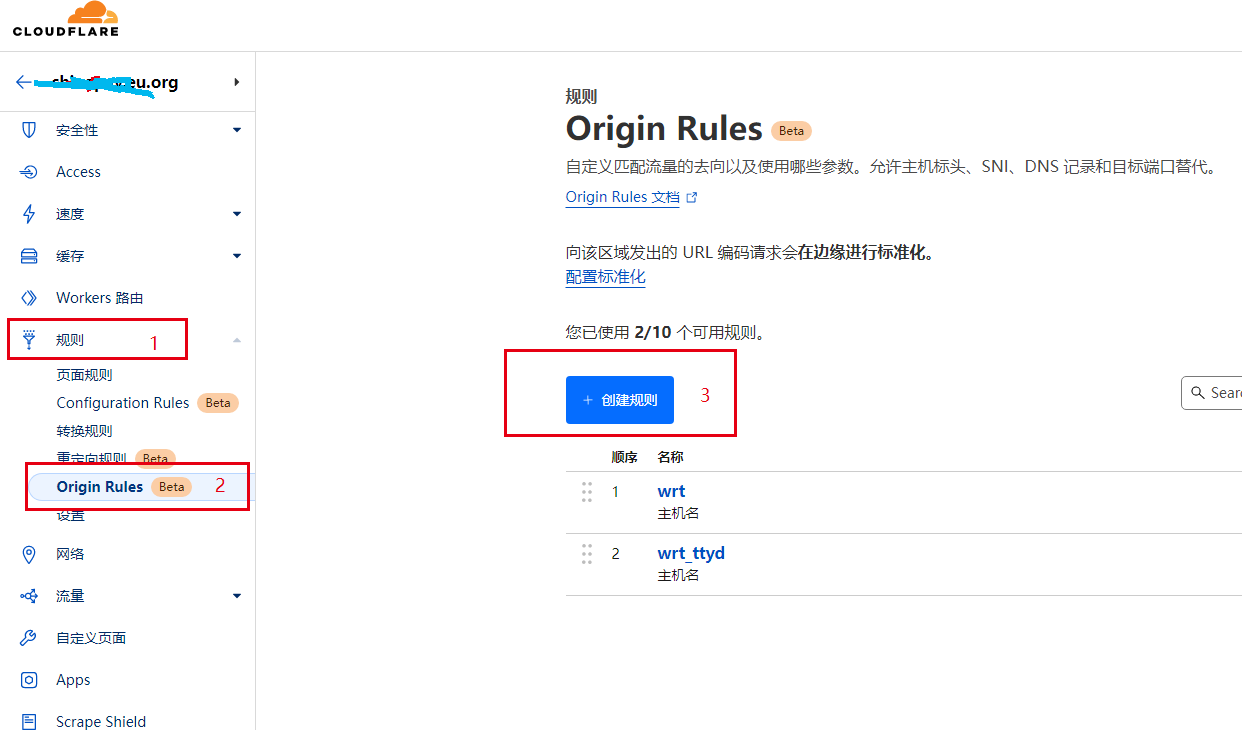 CLOUDFLARE
eu.org
安全性
Access
速度
缓存
Workers 路由
规则 1
页面规则
Configuration Rules Beta
转换规则
重定向规则 Beta
Origin Rules Beta 2
设置
网络
流量
自定义页面
Apps
Scrape Shield
规则
Origin Rules Beta
自定义匹配流量的去向以及使用哪些参数。允许主机标头、SNI、DNS 记录和目标端口替代。
Origin Rules 文档
向该区域发出的 URL 编码请求会在边缘进行标准化。
配置标准化
您已使用 2/10 个可用规则。
+ 创建规则 3
Sear
顺序 名称
1 wrt
主机名
2 wrt_ttyd
主机名